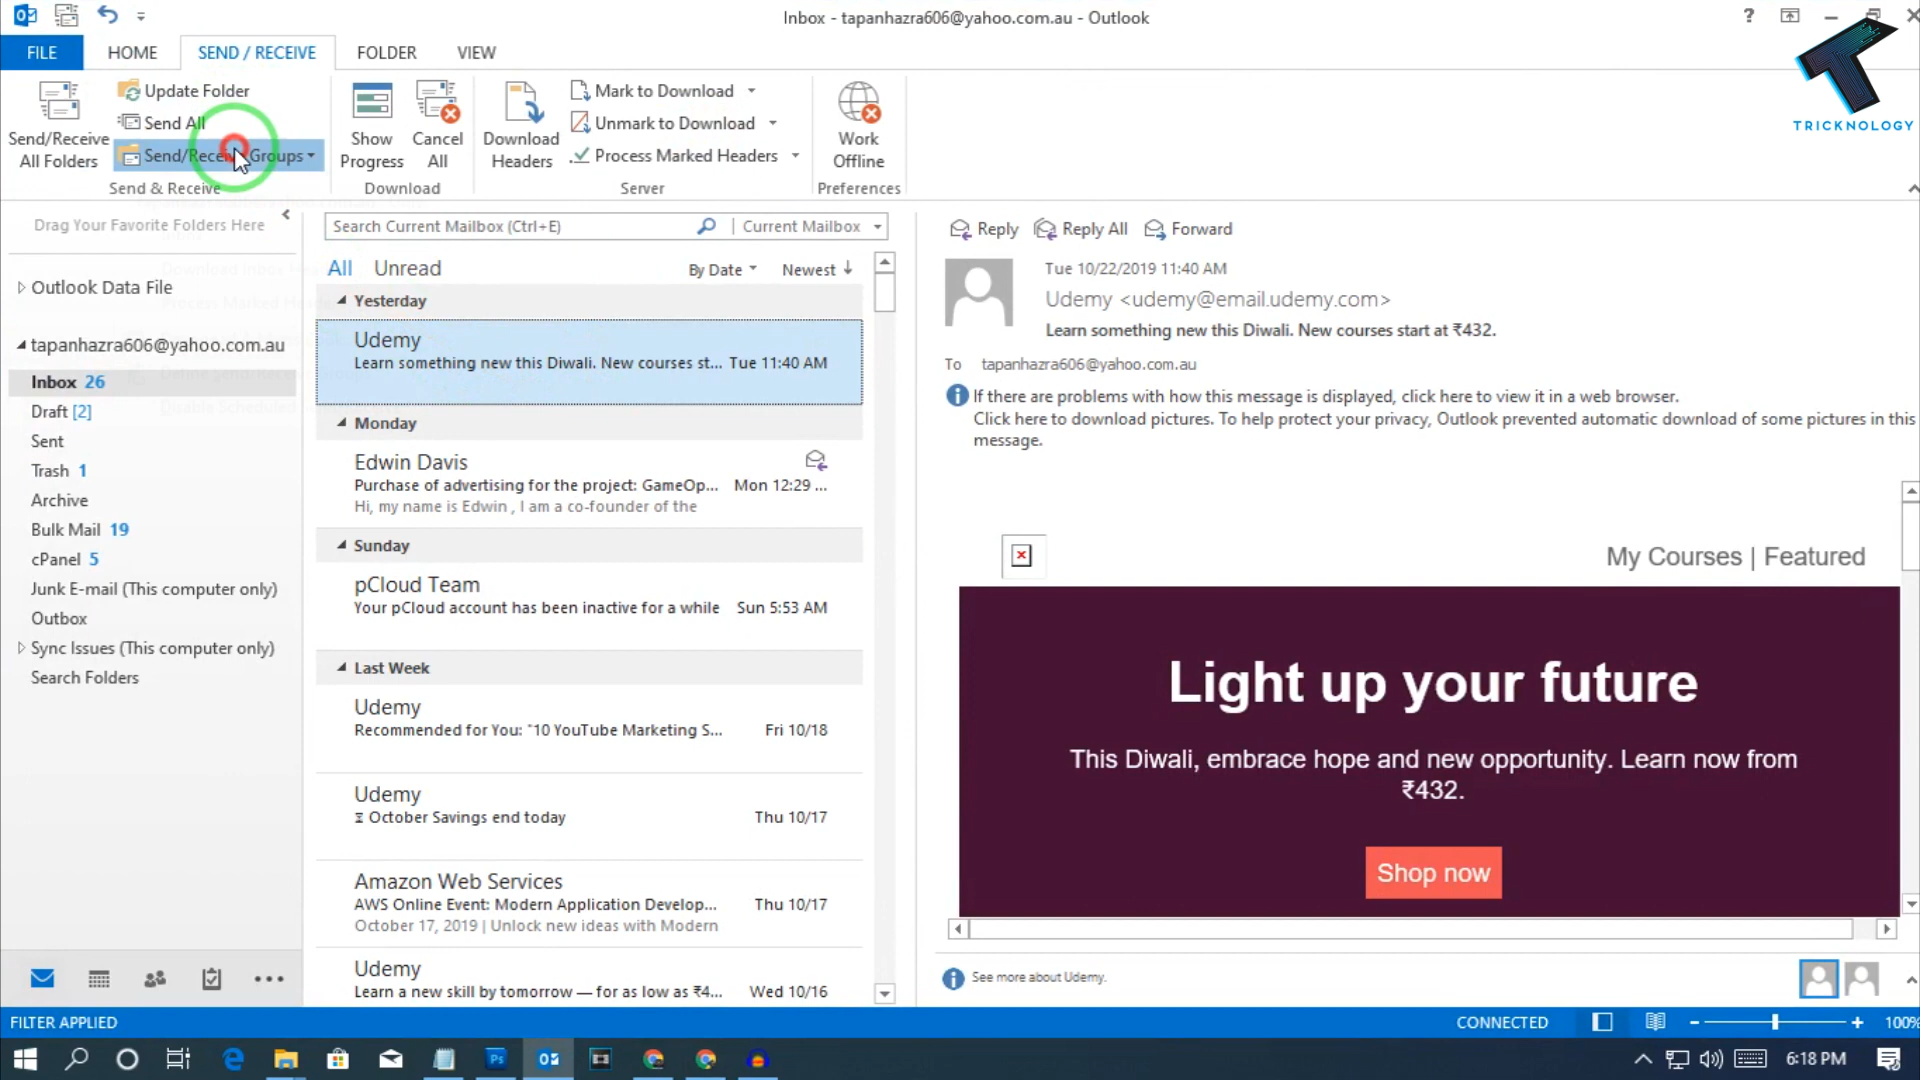 Inbox - tapanhazra606@yahoo.com.au - Outlook
?
FILE
HOME
SEND / RECEIVE
FOLDER
VIEW
Send/Receive
All Folders
Update Folder
Send All
Send/Receive Groups
Send & Receive
Show
Progress
Cancel
All
Download
Download
Headers
Mark to Download
Unmark to Download
Process Marked Headers
Server
Work
Offline
Preferences
TRICKNOLOGY
Drag Your Favorite Folders Here
Outlook Data File
tapanhazra606@yahoo.com.au
Inbox 26
Draft [2]
Sent
Trash 1
Archive
Bulk Mail 19
cPanel 5
Junk E-mail (This computer only)
Outbox
Sync Issues (This computer only)
Search Folders
Search Current Mailbox (Ctrl+E)
Current Mailbox
All Unread
By Date Newest
Yesterday
Udemy
Learn something new this Diwali. New courses st... Tue 11:40 AM
Monday
Edwin Davis
Purchase of advertising for the project: GameOp... Mon 12:29 ...
Hi, my name is Edwin , I am a co-founder of the
Sunday
pCloud Team
Your pCloud account has been inactive for a while Sun 5:53 AM
Last Week
Udemy
Recommended for You: "10 YouTube Marketing S... Fri 10/18
Udemy
⧖ October Savings end today Thu 10/17
Amazon Web Services
AWS Online Event: Modern Application Develop... Thu 10/17
October 17, 2019 | Unlock new ideas with Modern
Udemy
Learn a new skill by tomorrow — for as low as ₹4... Wed 10/16
Reply Reply All Forward
Tue 10/22/2019 11:40 AM
Udemy <udemy@email.udemy.com>
Learn something new this Diwali. New courses start at ₹432.
To tapanhazra606@yahoo.com.au
If there are problems with how this message is displayed, click here to view it in a web browser.
Click here to download pictures. To help protect your privacy, Outlook prevented automatic download of some pictures in this
message.
My Courses | Featured
Light up your future
This Diwali, embrace hope and new opportunity. Learn now from
₹432.
Shop now
See more about Udemy.
FILTER APPLIED
CONNECTED
100%
Ps
6:18 PM